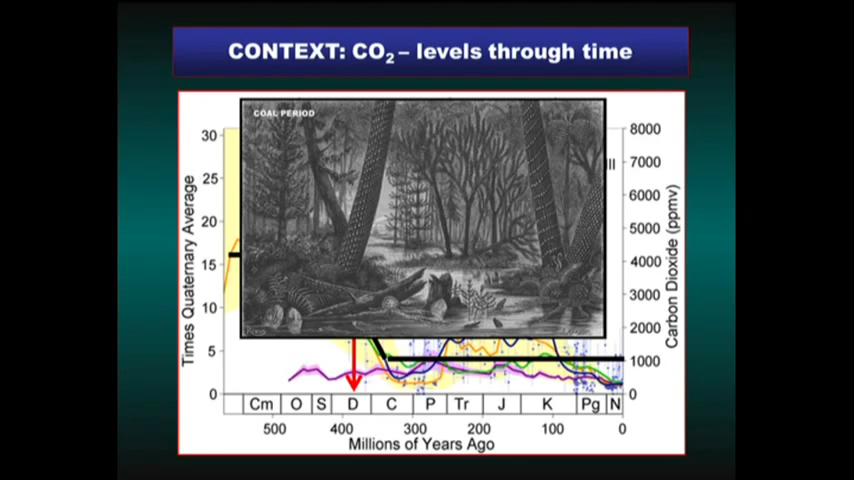 CONTEXT: CO₂ – levels through time
COAL PERIOD
30
25
20
15
10
5
0
Times Quaternary Average
8000
7000
6000
5000
4000
3000
2000
1000
0
Carbon Dioxide (ppmv)
Cm O S D C P Tr J K Pg N
500 400 300 200 100 0
Millions of Years Ago